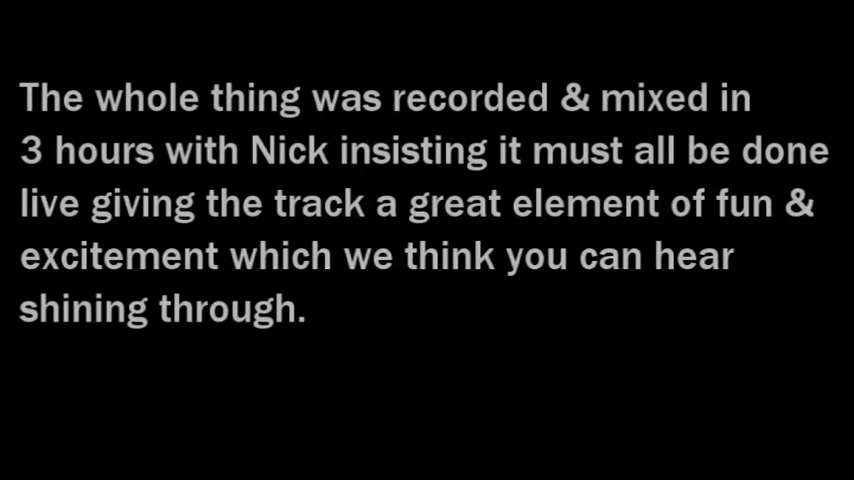 The whole thing was recorded & mixed in
3 hours with Nick insisting it must all be done
live giving the track a great element of fun &
excitement which we think you can hear
shining through.